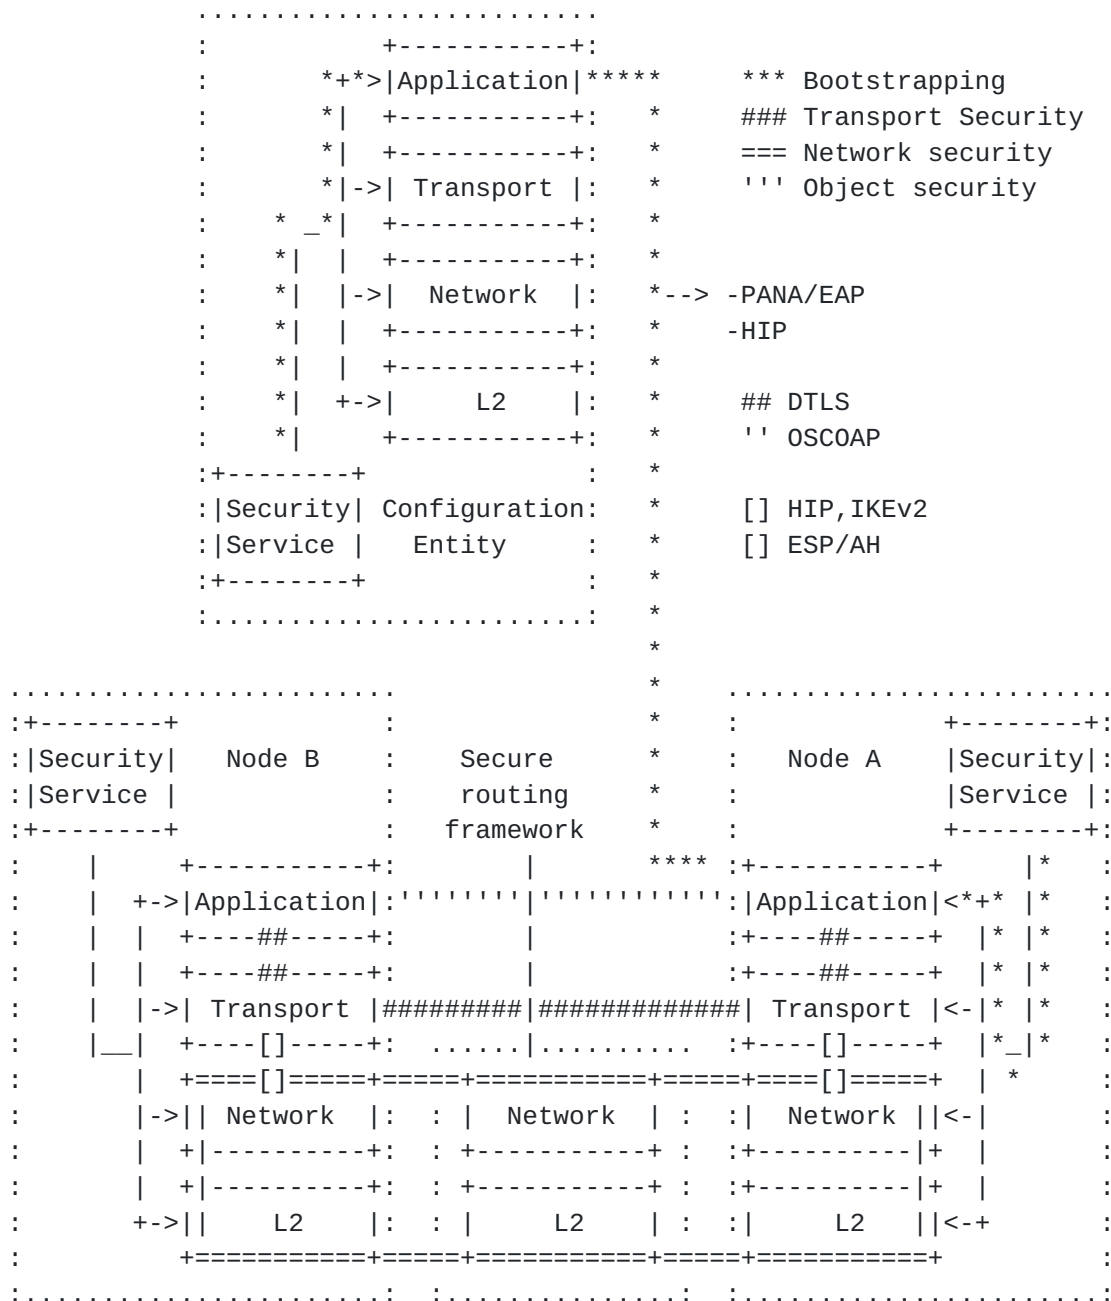 .........................
            :           +-----------+:
            :       *+*>|Application|*****     *** Bootstrapping
            :       *|  +-----------+:   *     ### Transport Security
            :       *|  +-----------+:   *     === Network security
            :       *|->| Transport |:   *     ''' Object security
            :    * _*|  +-----------+:   *
            :    *|  |  +-----------+:   *
            :    *|  |->|  Network  |:   *--> -PANA/EAP
            :    *|  |  +-----------+:   *    -HIP
            :    *|  |  +-----------+:   *
            :    *|  +->|     L2    |:   *     ## DTLS
            :    *|     +-----------+:   *     '' OSCOAP
            :+--------+              :   *
            :|Security| Configuration:   *     [] HIP,IKEv2
            :|Service |   Entity     :   *     [] ESP/AH
            :+--------+              :   *
            :........................:   *
                                         *
.........................                *    .........................
:+--------+             :                *    :             +--------+:
:|Security|   Node B    :    Secure      *    :   Node A    |Security|:
:|Service |             :    routing     *    :             |Service |:
:+--------+             :   framework    *    :             +--------+:
:    |     +-----------+:        |       **** :+-----------+     |*   :
:    |  +->|Application|:''''''''|'''''''''''':|Application|<*+* |*   :
:    |  |  +----##-----+:        |            :+----##-----+  |* |*   :
:    |  |  +----##-----+:        |            :+----##-----+  |* |*   :
:    |  |->| Transport |#########|#############| Transport |<-|* |*   :
:    |__|  +----[]-----+:  ......|..........  :+----[]-----+  |*_|*   :
:       |  +====[]=====+=====+===========+=====+====[]=====+  | *     :
:       |->|| Network  |:  : |  Network  | :  :|  Network ||<-|       :
:       |  +|----------+:  : +-----------+ :  :+----------|+  |       :
:       |  +|----------+:  : +-----------+ :  :+----------|+  |       :
:       +->||    L2    |:  : |     L2    | :  :|     L2   ||<-+       :
:          +===========+=====+===========+=====+===========+          :
:.......................:  :...............:  :.......................: